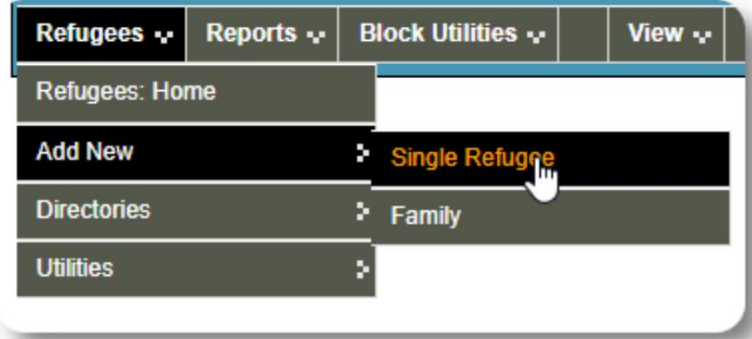 Refugees Reports Block Utilities View
Refugees: Home
Add New
Single Refugee
Directories
Family
Utilities